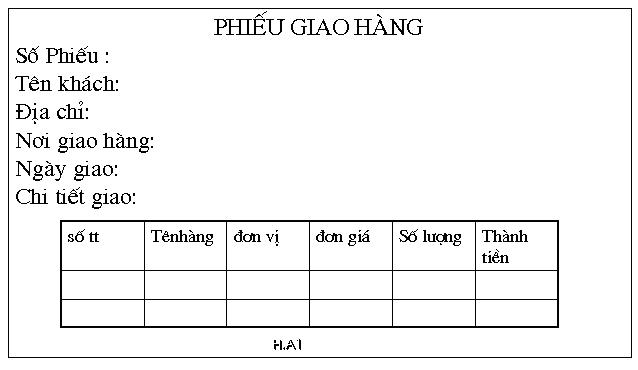 PHIẾU GIAO HÀNG
Số Phiếu :
Tên khách:
Địa chỉ:
Nơi giao hàng:
Ngày giao:
Chi tiết giao:
số tt Tênhàng đơn vị đơn giá Số lượng Thành tiền